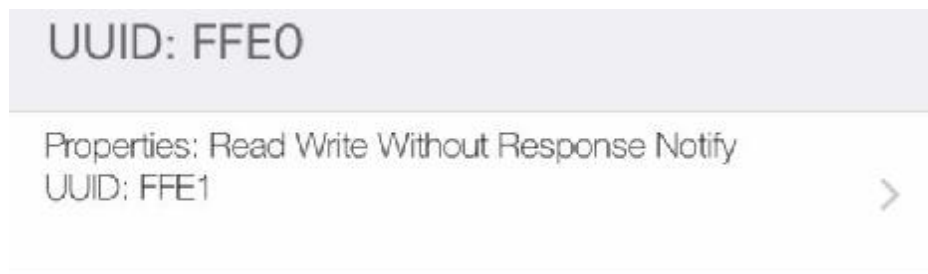 UUID: FFE0
Properties: Read Write Without Response Notify
UUID: FFE1